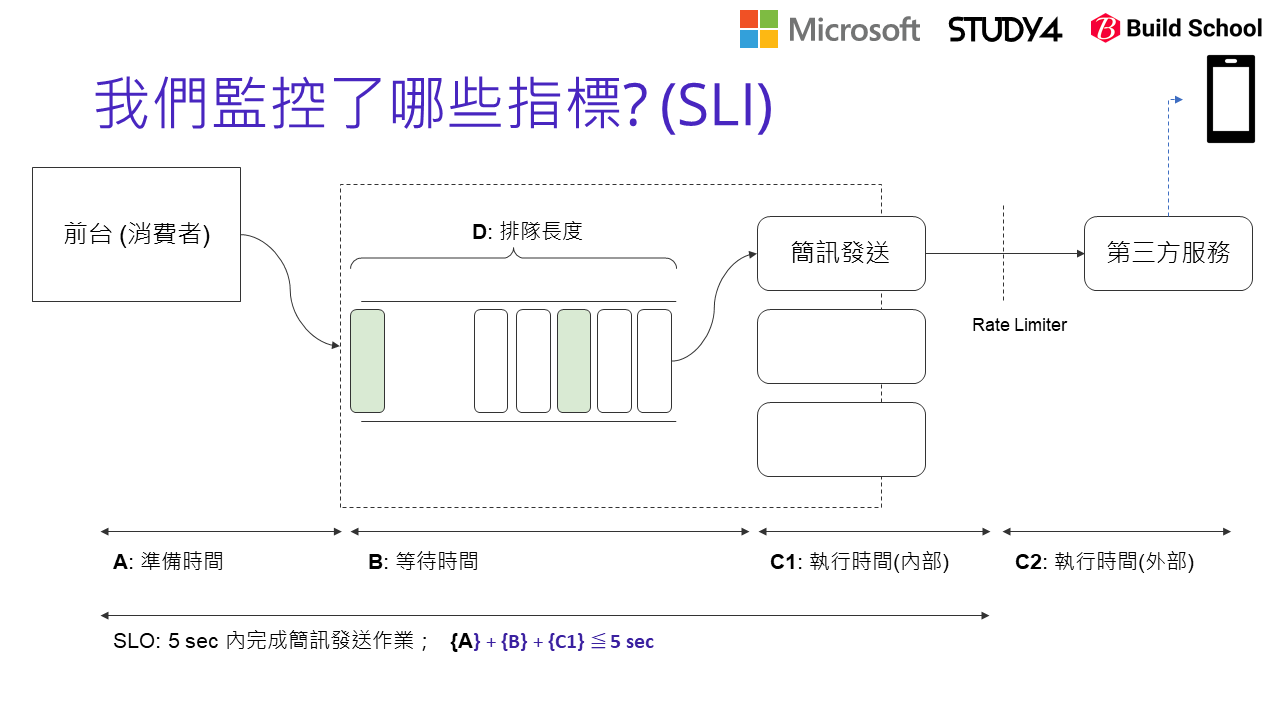 Microsoft STUDY4 Build School
我們監控了哪些指標? (SLI)
前台 (消費者)
D: 排隊長度
簡訊發送
第三方服務
Rate Limiter
A: 準備時間
B: 等待時間
C1: 執行時間(內部)
C2: 執行時間(外部)
SLO: 5 sec 內完成簡訊發送作業； {A} + {B} + {C1} ≦ 5 sec